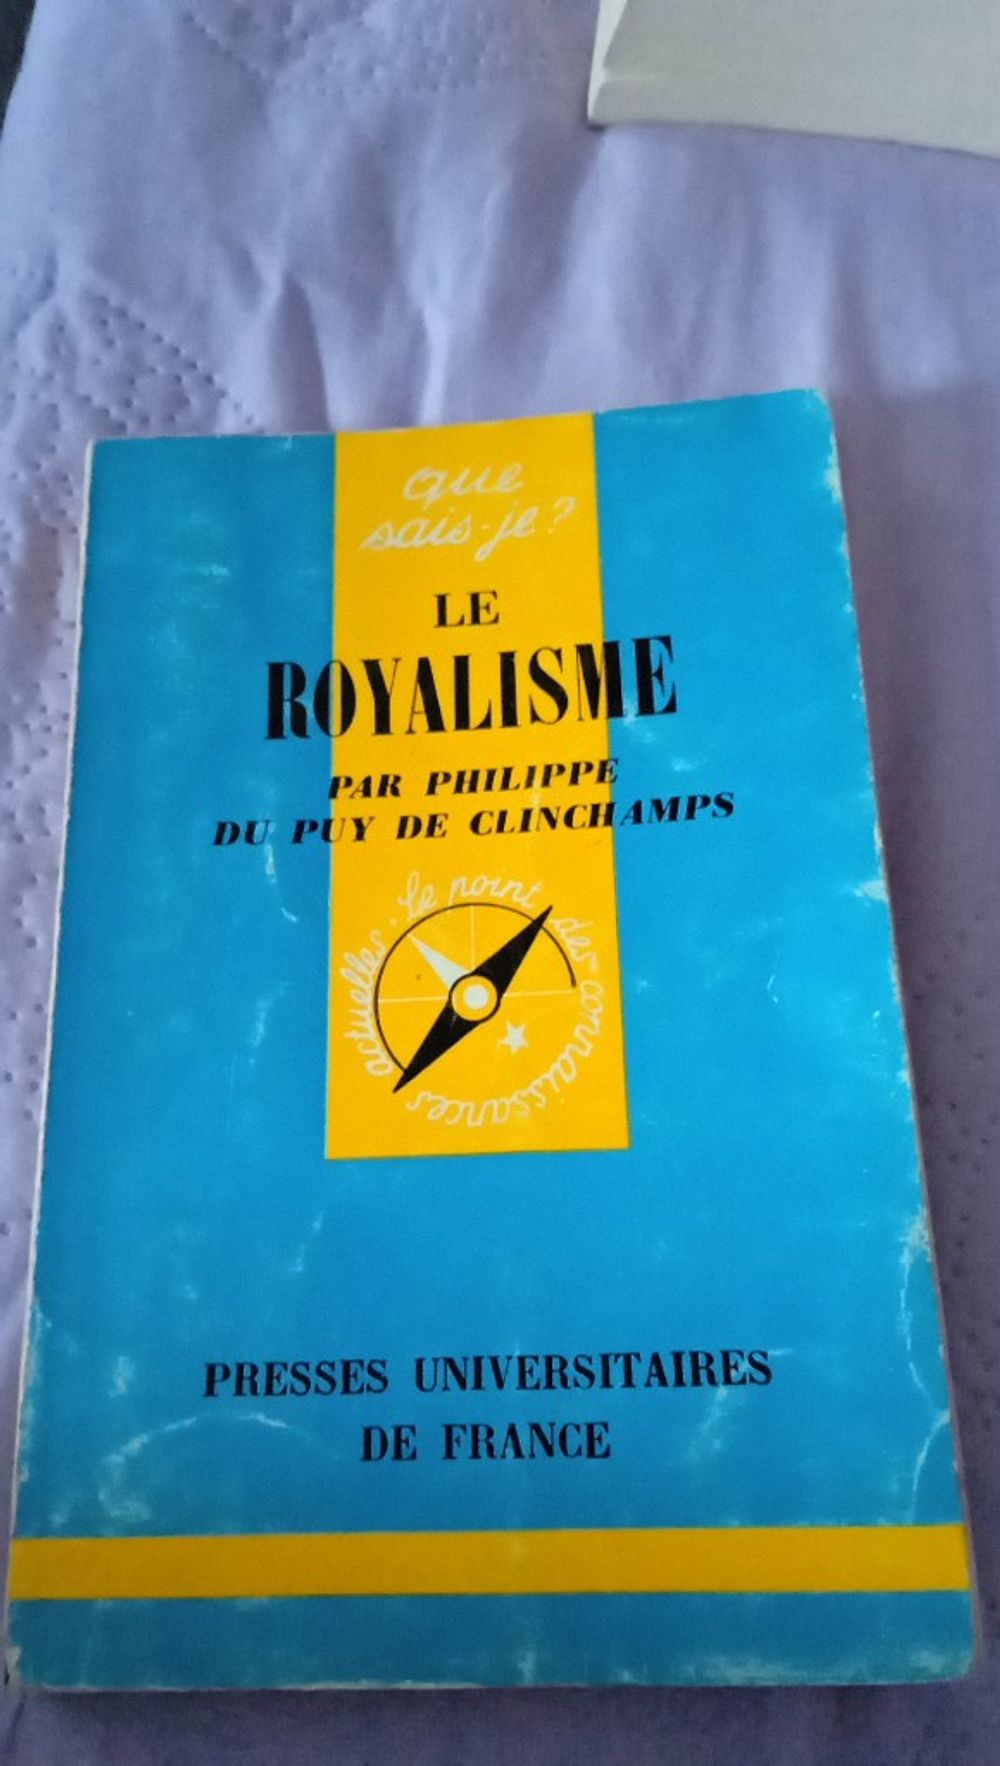 que
sais-je?
LE
ROYALISME
PAR PHILIPPE
DU PUY DE CLINCHAMPS
le point des connaissances actuelles.
PRESSES UNIVERSITAIRES
DE FRANCE